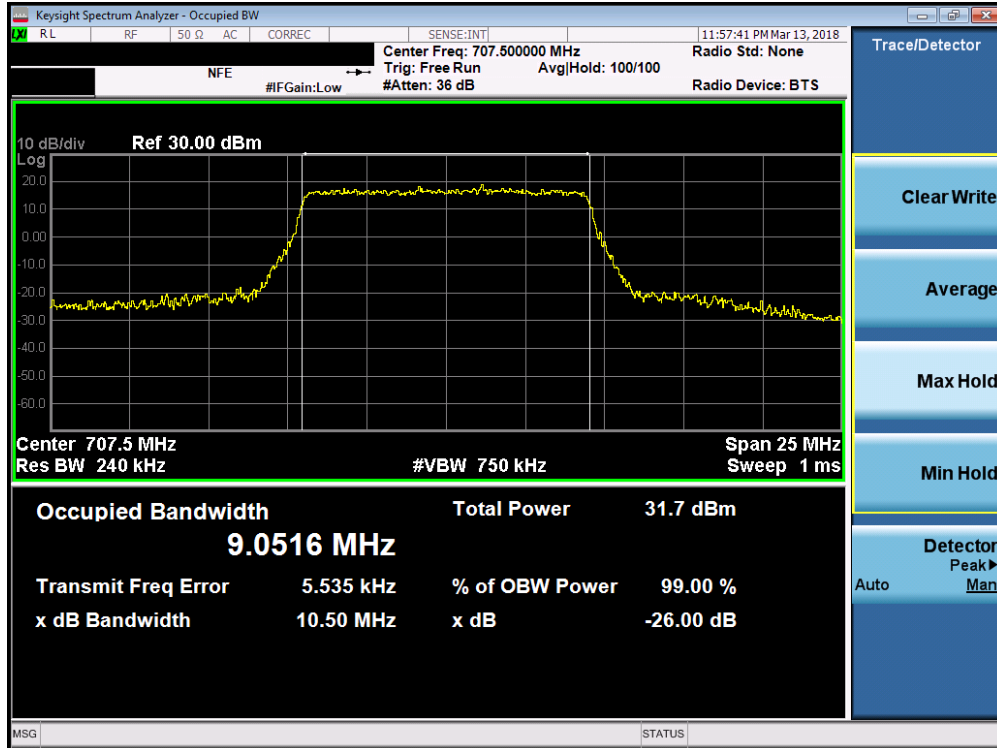 Keysight Spectrum Analyzer - Occupied BW
LXI RL RF 50 Ω AC CORREC SENSE:INT 11:57:41 PM Mar 13, 2018
Center Freq: 707.500000 MHz Radio Std: None
NFE Trig: Free Run Avg|Hold: 100/100
#IFGain:Low #Atten: 36 dB Radio Device: BTS
Trace/Detector
10 dB/div Ref 30.00 dBm
Log
20.0
10.0
0.00
-10.0
-20.0
-30.0
-40.0
-50.0
-60.0
Center 707.5 MHz Span 25 MHz
Res BW 240 kHz #VBW 750 kHz Sweep 1 ms
Occupied Bandwidth Total Power 31.7 dBm
9.0516 MHz
Transmit Freq Error 5.535 kHz % of OBW Power 99.00 %
x dB Bandwidth 10.50 MHz x dB -26.00 dB
Clear Write
Average
Max Hold
Min Hold
Detector
Peak▶
Auto Man
MSG STATUS